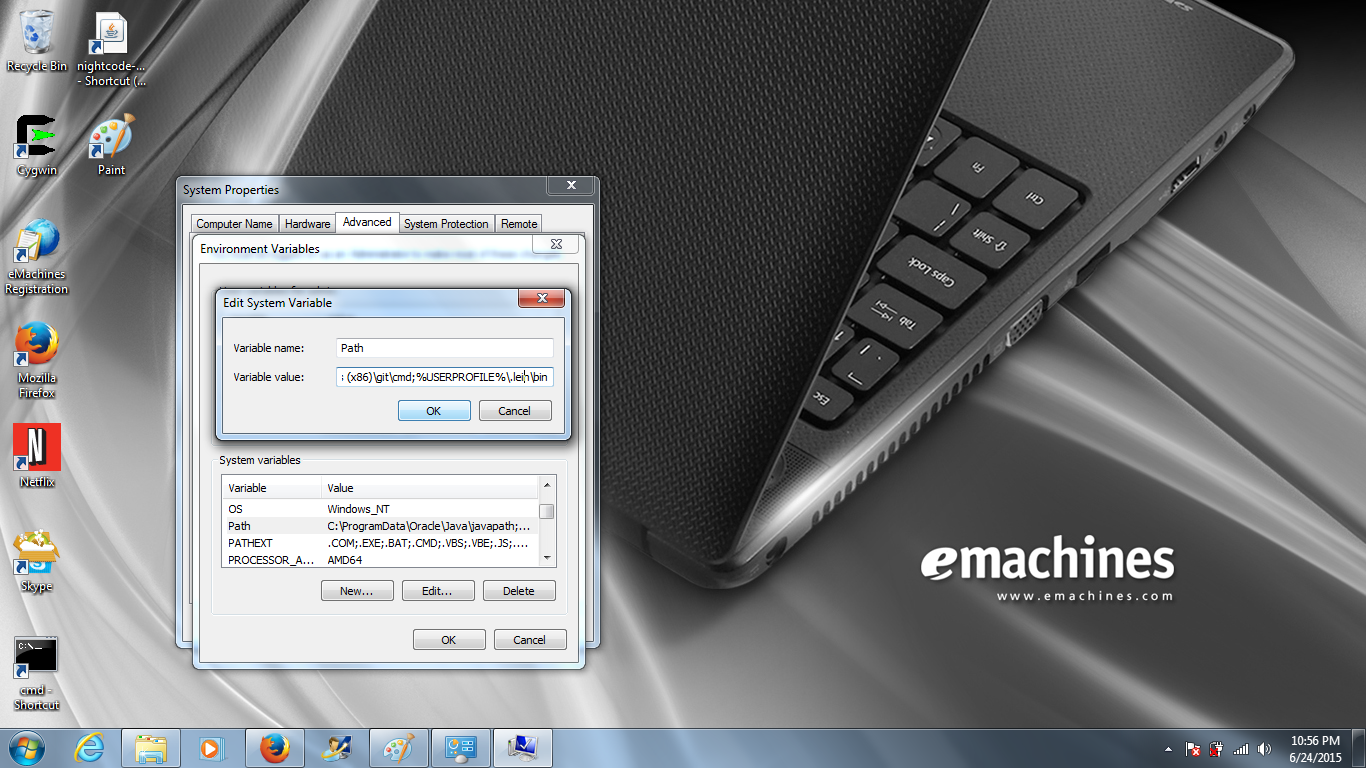 Recycle Bin
nightcode-...
- Shortcut (...
Cygwin
Paint
eMachines
Registration
Mozilla
Firefox
Netflix
Skype
cmd -
Shortcut
System Properties
Computer Name Hardware Advanced System Protection Remote
Environment Variables
Edit System Variable
Variable name: Path
Variable value: ; (x86)\git\cmd;%USERPROFILE%\.lein\bin
OK Cancel
System variables
Variable Value
OS Windows_NT
Path C:\ProgramData\Oracle\Java\javapath;...
PATHEXT .COM;.EXE;.BAT;.CMD;.VBS;.VBE;.JS;....
PROCESSOR_A... AMD64
New... Edit... Delete
OK Cancel
Fn
Ctrl
Shift
Caps Lock
Tab
Esc
emachines
www.emachines.com
10:56 PM
6/24/2015